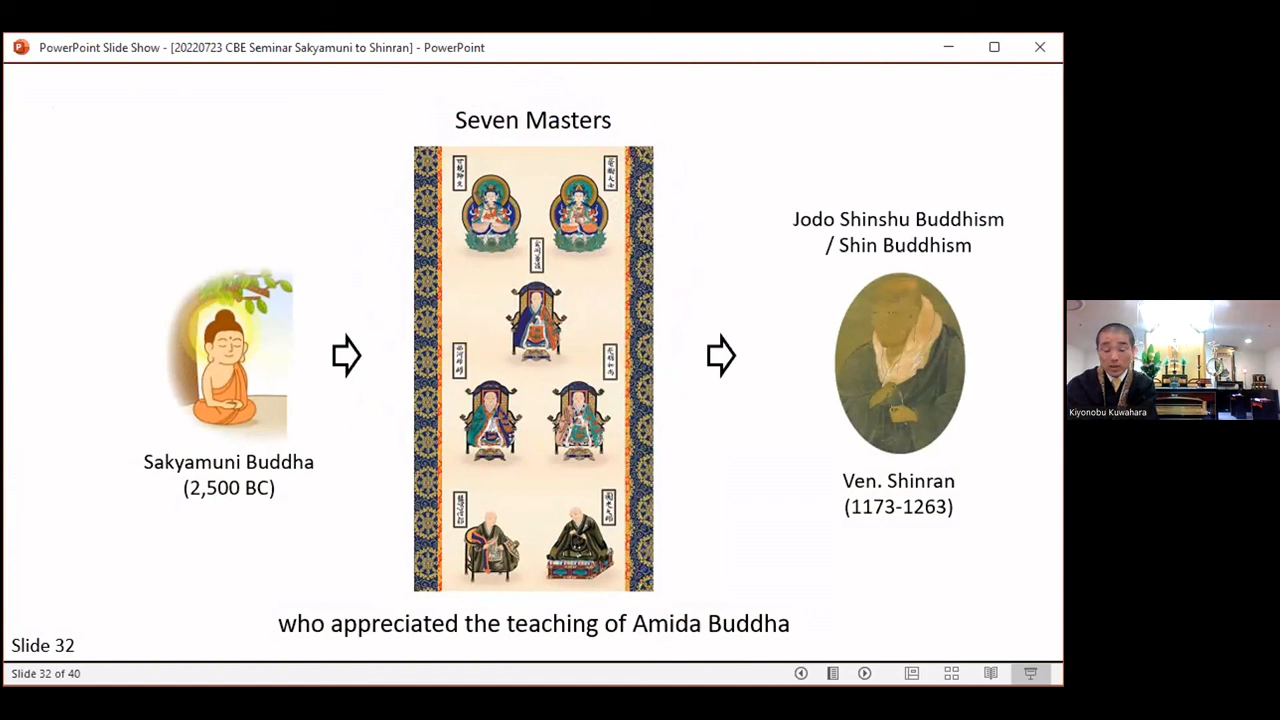 PowerPoint Slide Show - [20220723 CBE Seminar Sakyamuni to Shinran] - PowerPoint
Seven Masters
Jodo Shinshu Buddhism
/ Shin Buddhism
Sakyamuni Buddha
(2,500 BC)
Ven. Shinran
(1173-1263)
who appreciated the teaching of Amida Buddha
Slide 32
Slide 32 of 40
Kiyonobu Kuwahara